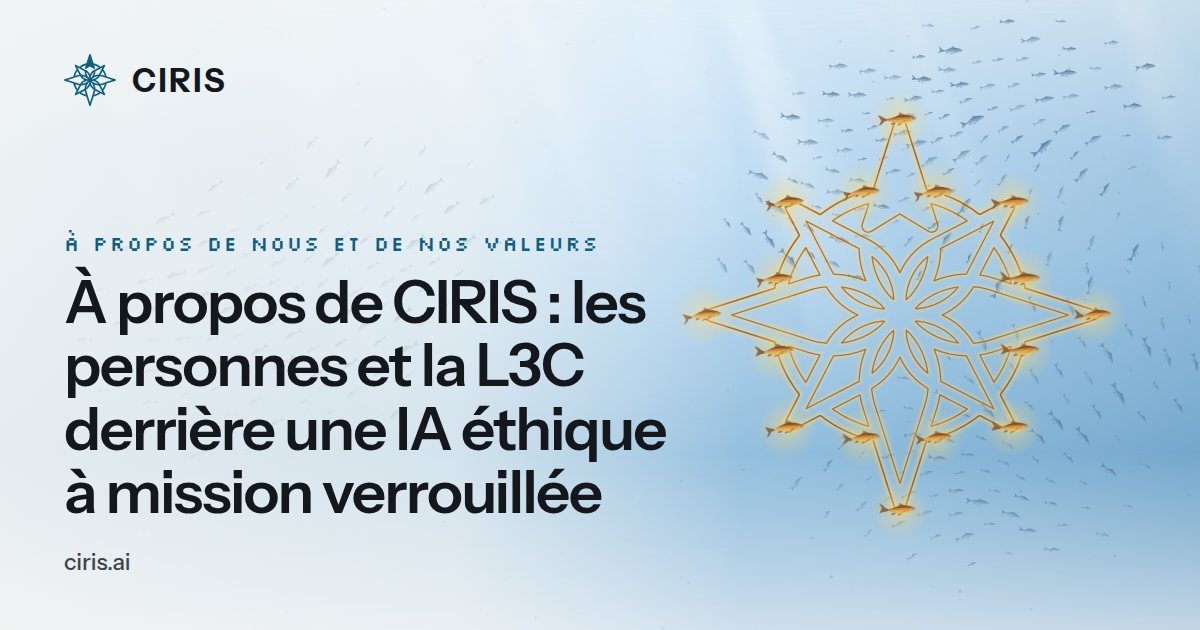 CIRIS
À PROPOS DE NOUS ET DE NOS VALEURS
À propos de CIRIS : les
personnes et la L3C
derrière une IA éthique
à mission verrouillée
ciris.ai